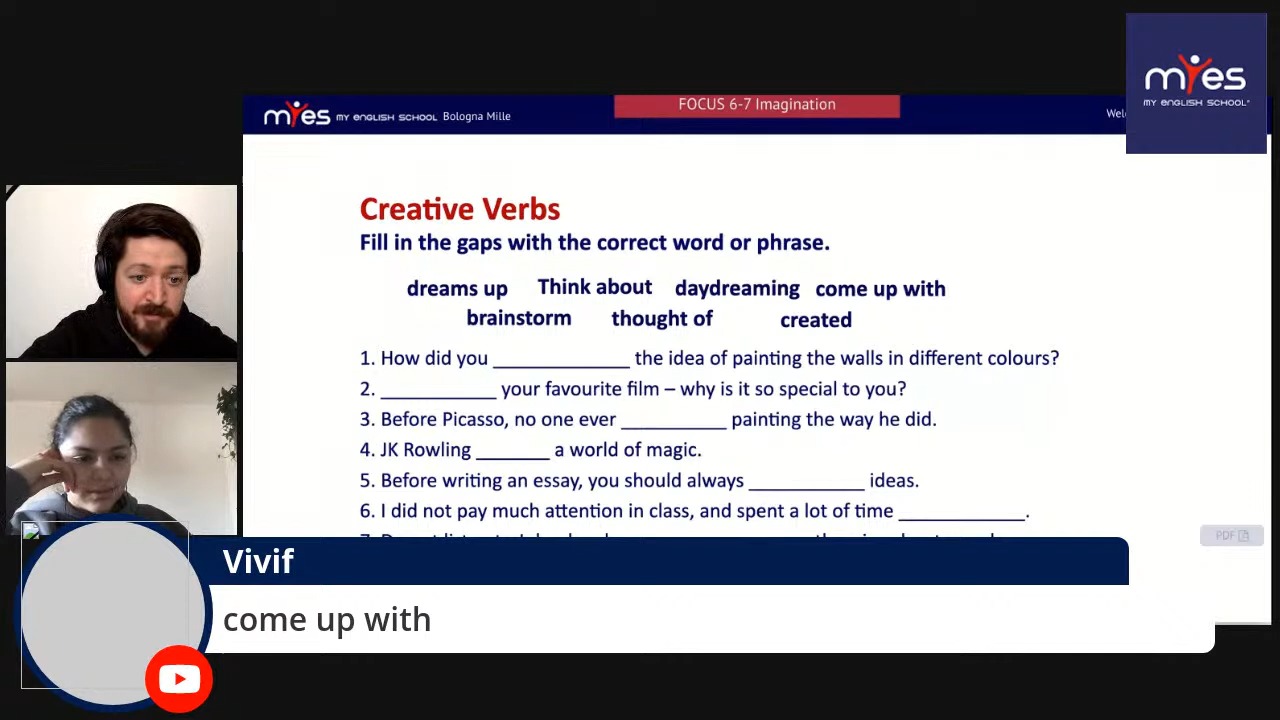 myes
MY ENGLISH SCHOOL®
myes MY ENGLISH SCHOOL Bologna Mille
FOCUS 6-7 Imagination
Creative Verbs
Fill in the gaps with the correct word or phrase.
dreams up Think about daydreaming come up with
brainstorm thought of created
1. How did you _____________ the idea of painting the walls in different colours?
2. ___________ your favourite film – why is it so special to you?
3. Before Picasso, no one ever __________ painting the way he did.
4. JK Rowling _______ a world of magic.
5. Before writing an essay, you should always ___________ ideas.
6. I did not pay much attention in class, and spent a lot of time ____________.
PDF
Vivif
come up with